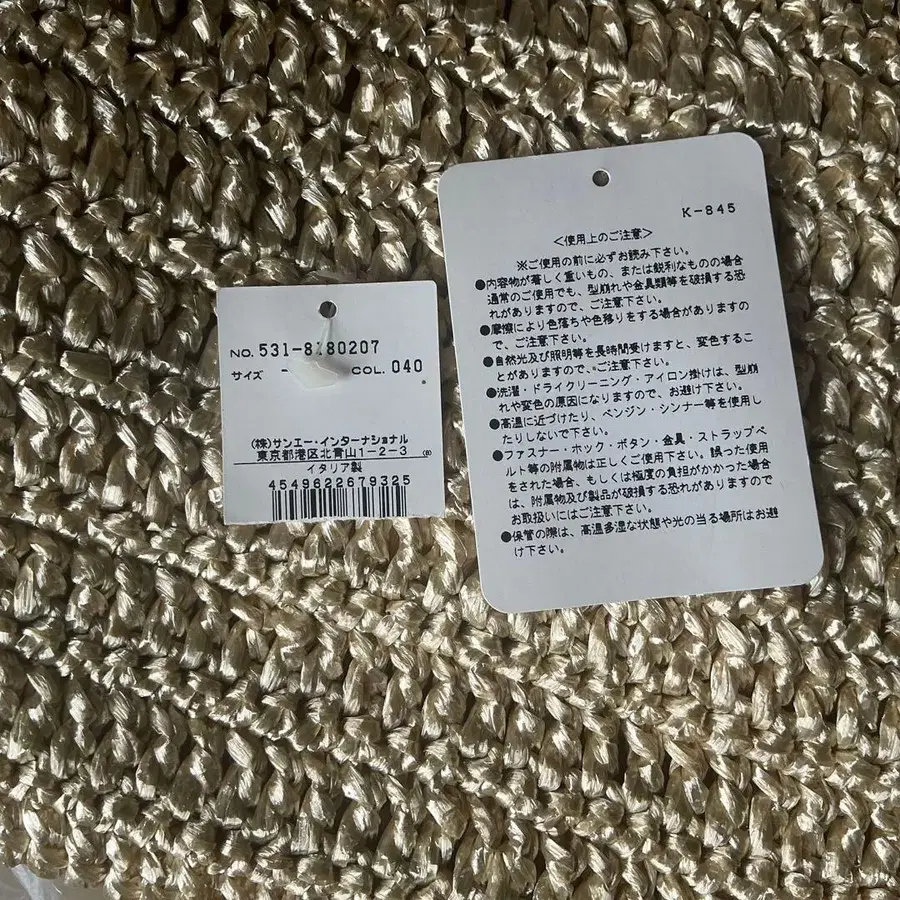 NO. 531-8180207
サイズ - COL. 040
(株)サンエー・インターナショナル
東京都港区北青山1-2-3 (B)
イタリア製
4549622679325
K-845
<使用上のご注意>
※ご使用の前に必ずお読み下さい。
●内容物が著しく重いもの、または鋭利なものの場合
通常のご使用でも、型崩れや金具類等を破損する恐
れがありますので、ご注意下さい。
●摩擦により色落ちや色移りをする場合がありますの
で、ご注意下さい。
●自然光及び照明等を長時間受けますと、変色するこ
とがありますので、ご注意下さい。
●洗濯・ドライクリーニング・アイロン掛けは、型崩
れや変色の原因になりますので、お避け下さい。
●高温に近づけたり、ベンジン・シンナー等を使用し
たりしないで下さい。
●ファスナー・ホック・ボタン・金具・ストラップベ
ルト等の附属物は正しくご使用下さい。誤った使用
をされた場合、もしくは極度の負担がかかった場合
は、附属物及び製品が破損する恐れがありますので
お取扱いにはご注意下さい。
●保管の際は、高温多湿な状態や光の当る場所はお避
け下さい。